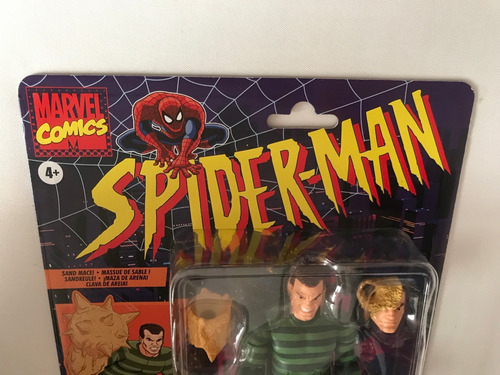 MARVEL
COMICS
M
4+
SPIDER-MAN
SAND MACE! • MASSUE DE SABLE !
SANDKEULE! • ¡MAZA DE ARENA!
CLAVA DE AREIA!